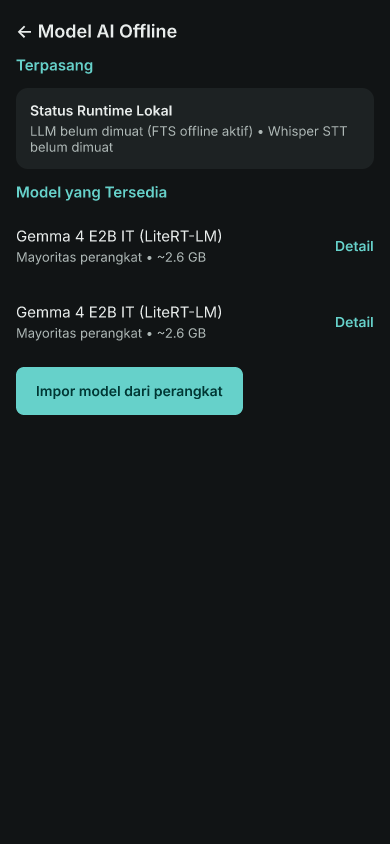 ← Model AI Offline
Terpasang
Status Runtime Lokal
LLM belum dimuat (FTS offline aktif) • Whisper STT
belum dimuat
Model yang Tersedia
Gemma 4 E2B IT (LiteRT-LM)
Mayoritas perangkat • ~2.6 GB
Detail
Gemma 4 E2B IT (LiteRT-LM)
Mayoritas perangkat • ~2.6 GB
Detail
Impor model dari perangkat